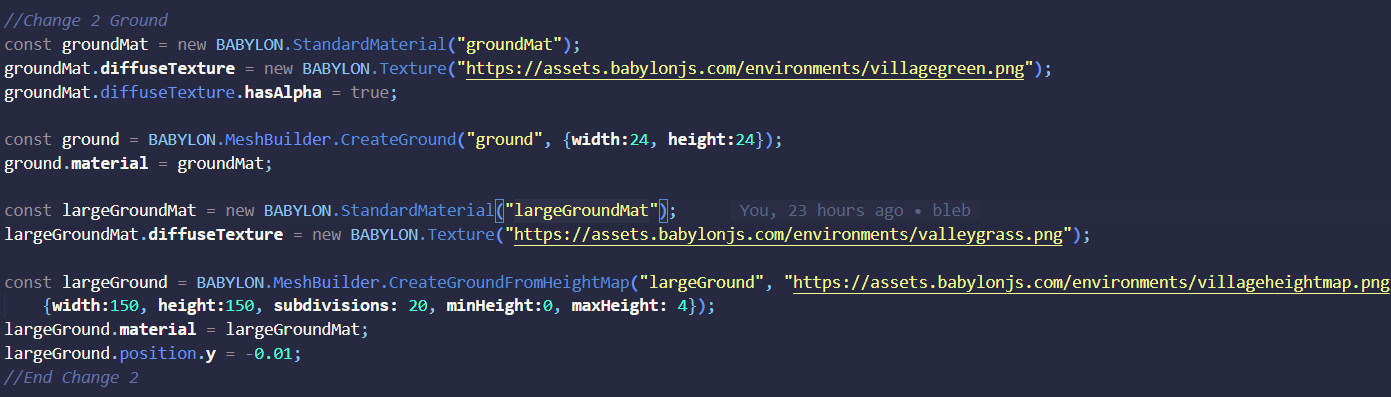 //Change 2 Ground
const groundMat = new BABYLON.StandardMaterial("groundMat");
groundMat.diffuseTexture = new BABYLON.Texture("https://assets.babylonjs.com/environments/villagegreen.png");
groundMat.diffuseTexture.hasAlpha = true;
const ground = BABYLON.MeshBuilder.CreateGround("ground", {width:24, height:24});
ground.material = groundMat;
const largeGroundMat = new BABYLON.StandardMaterial("largeGroundMat"); You, 23 hours ago • bleb
largeGroundMat.diffuseTexture = new BABYLON.Texture("https://assets.babylonjs.com/environments/valleygrass.png");
const largeGround = BABYLON.MeshBuilder.CreateGroundFromHeightMap("largeGround", "https://assets.babylonjs.com/environments/villageheightmap.png
{width:150, height:150, subdivisions: 20, minHeight:0, maxHeight: 4});
largeGround.material = largeGroundMat;
largeGround.position.y = -0.01;
//End Change 2